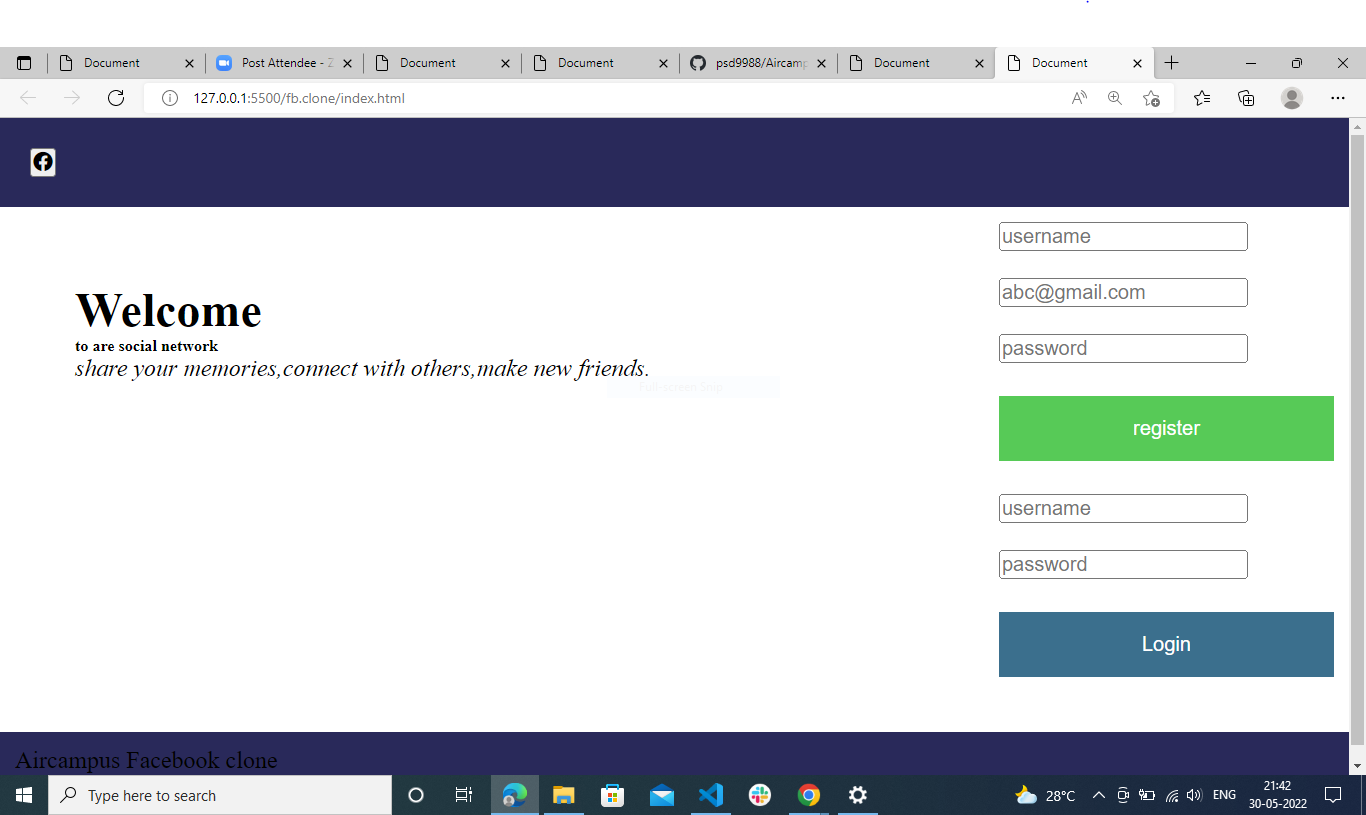 Document
Post Attendee - Z
Document
Document
psd9988/Aircamp
Document
Document
127.0.0.1:5500/fb.clone/index.html
username
abc@gmail.com
password
register
Welcome
to are social network
share your memories,connect with others,make new friends.
username
password
Login
Aircampus Facebook clone
Type here to search
28°C
ENG
21:42
30-05-2022